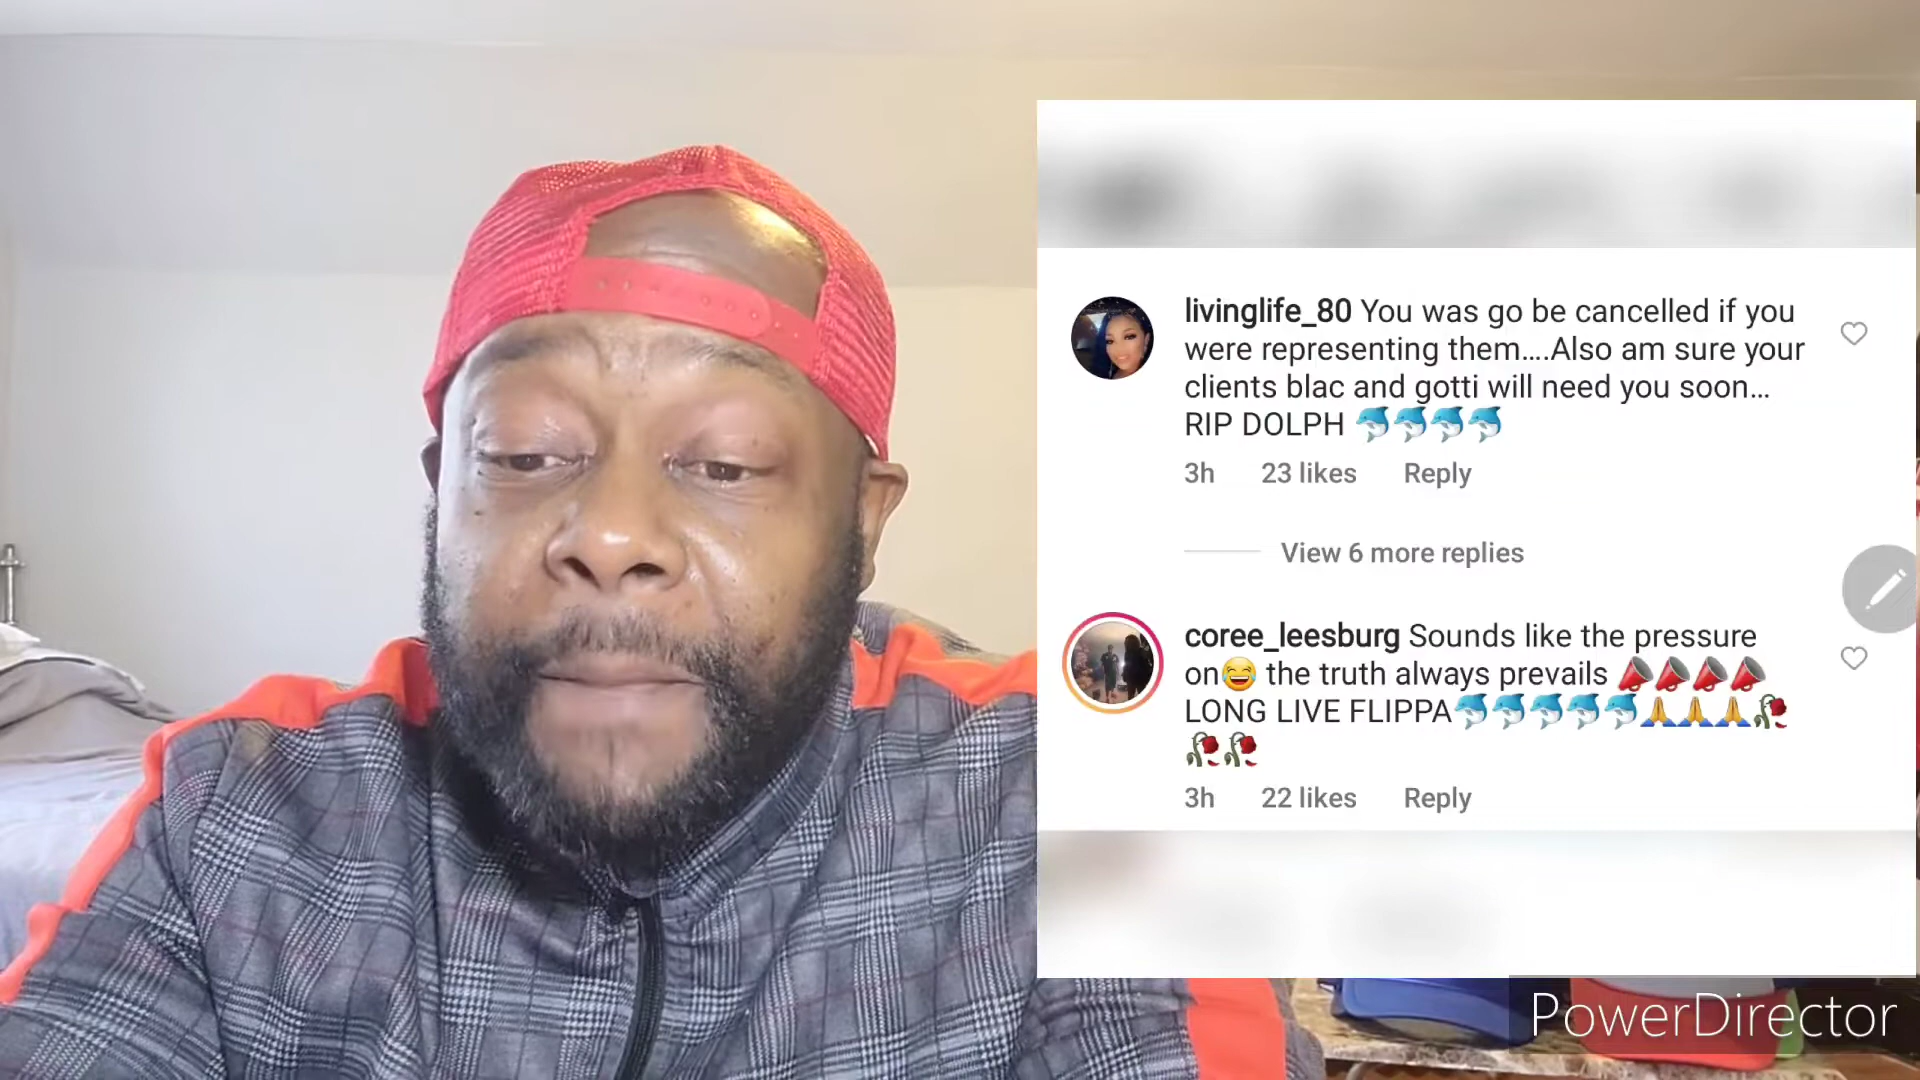 livinglife_80 You was go be cancelled if you
were representing them....Also am sure your
clients blac and gotti will need you soon...
RIP DOLPH 🐬🐬🐬🐬
3h 23 likes Reply
View 6 more replies
coree_leesburg Sounds like the pressure
on😂 the truth always prevails 📣📣📣📣
LONG LIVE FLIPPA🐬🐬🐬🐬🐬🙏🙏🙏🥀
🥀🥀
3h 22 likes Reply
PowerDirector